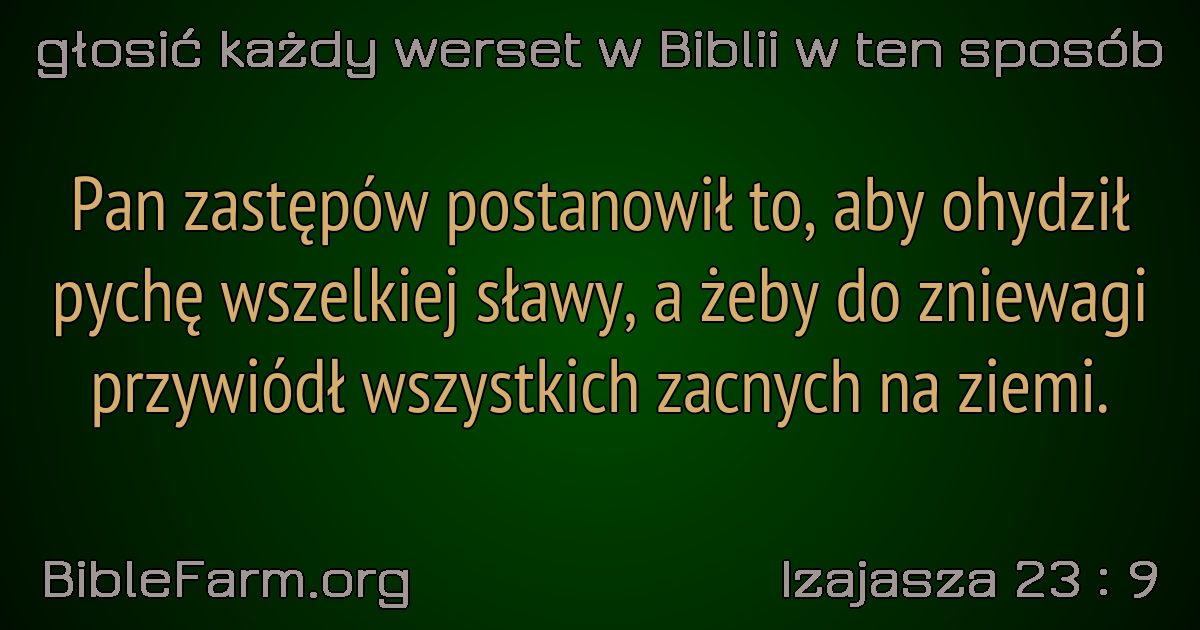 głosić każdy werset w Biblii w ten sposób
Pan zastępów postanowił to, aby ohydził
pychę wszelkiej sławy, a żeby do zniewagi
przywiódł wszystkich zacnych na ziemi.
BibleFarm.org
Izajasza 23 : 9